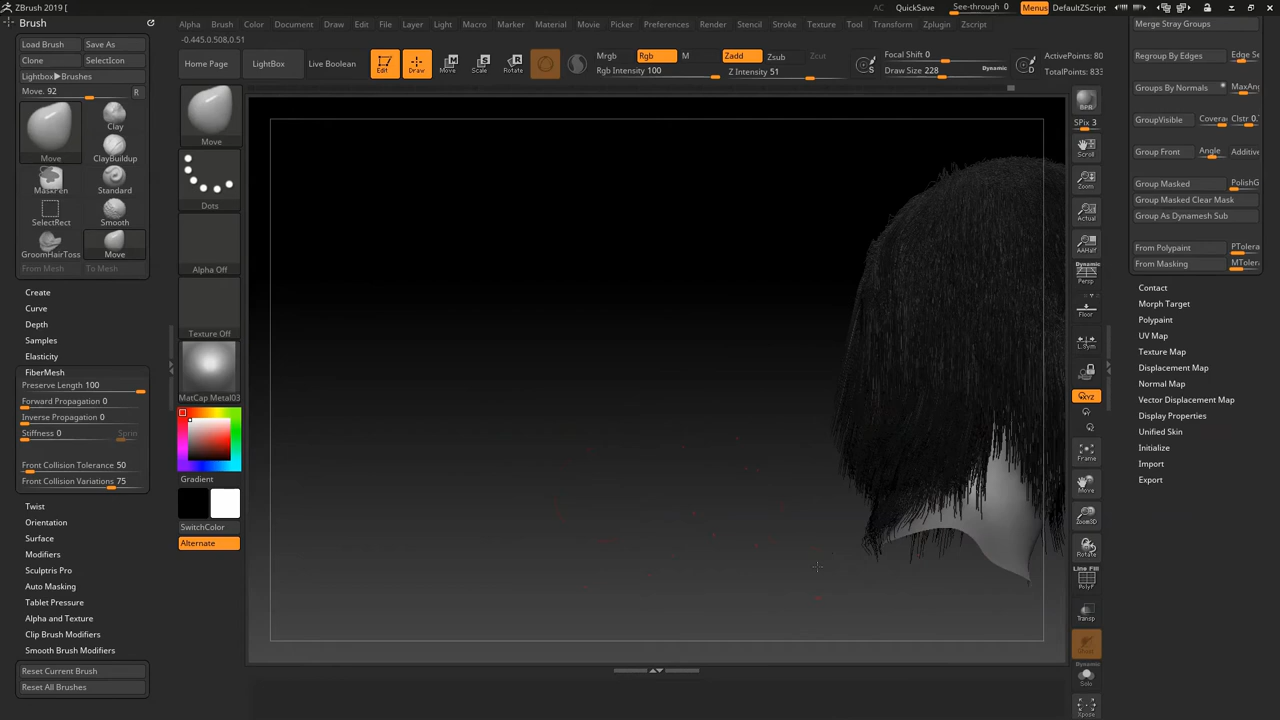 ZBrush 2019 [
AC QuickSave See-through 0 Menus DefaultZScript
Brush
Alpha Brush Color Document Draw Edit File Layer Light Macro Marker Material Movie Picker Preferences Render Stencil Stroke Texture Tool Transform Zplugin Zscript
Merge Stray Groups
-0.445,0.508,0.51
Load Brush Save As
Clone SelectIcon
Lightbox▶Brushes
Move. 92 R
Move
Clay
ClayBuildup
MaskPen
Standard
SelectRect
Smooth
GroomHairToss
Move
From Mesh To Mesh
Create
Curve
Depth
Samples
Elasticity
FiberMesh
Preserve Length 100
Forward Propagation 0
Inverse Propagation 0
Stiffness 0
Front Collision Tolerance 50
Front Collision Variations 75
Twist
Orientation
Surface
Modifiers
Sculptris Pro
Auto Masking
Tablet Pressure
Alpha and Texture
Clip Brush Modifiers
Smooth Brush Modifiers
Reset Current Brush
Reset All Brushes
Home Page LightBox Live Boolean
Edit Draw Move Scale Rotate
Mrgb Rgb M
Rgb Intensity 100
Zadd Zsub Zcut
Z Intensity 51
Focal Shift 0
Draw Size 228 Dynamic
S
D
ActivePoints: 80
TotalPoints: 833
Move
Dots
Alpha Off
Texture Off
MatCap Metal03
Gradient
SwitchColor
Alternate
BPR
SPix 3
Scroll
Zoom
Actual
AAHalf
Dynamic
Persp
Floor
L.Sym
XYZ
Frame
Move
Zoom3D
Rotate
Line Fill
PolyF
Transp
Dynamic
Solo
Xpose
Regroup By Edges
Groups By Normals MaxAn
GroupVisible
Group Front Angle Additive
Group Masked PolishG
Group Masked Clear Mask
Group As Dynamesh Sub
From Polypaint PTolera
From Masking MTolera
Contact
Morph Target
Polypaint
UV Map
Texture Map
Displacement Map
Normal Map
Vector Displacement Map
Display Properties
Unified Skin
Initialize
Import
Export